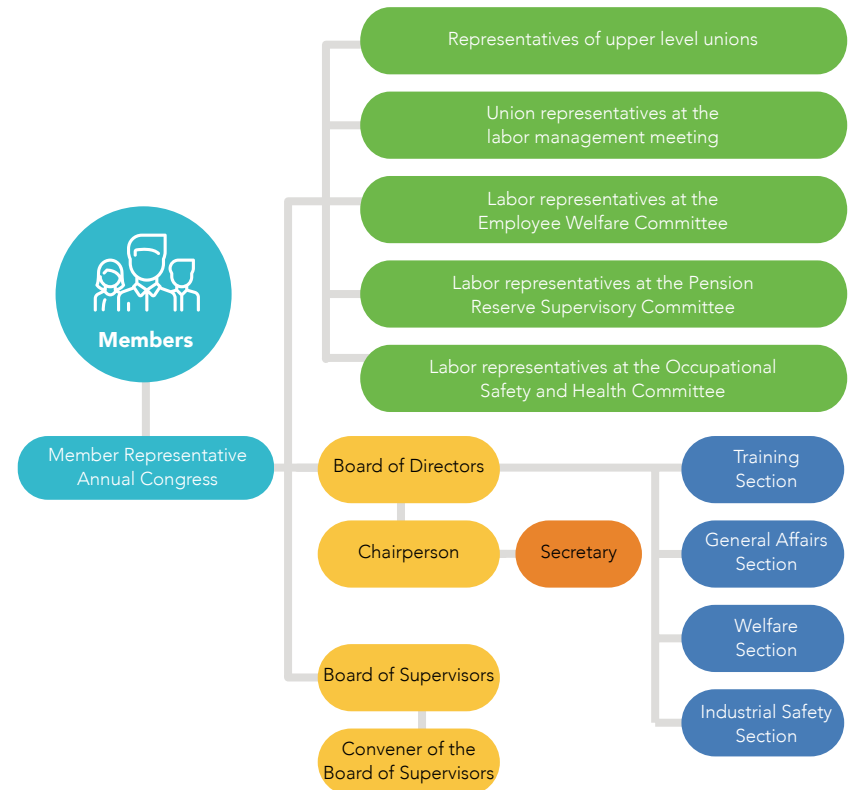 Representatives of upper level unions
Union representatives at the
labor management meeting
Labor representatives at the
Employee Welfare Committee
Labor representatives at the Pension
Reserve Supervisory Committee
Labor representatives at the Occupational
Safety and Health Committee
Members
Member Representative
Annual Congress
Board of Directors
Chairperson
Secretary
Board of Supervisors
Convener of the
Board of Supervisors
Training
Section
General Affairs
Section
Welfare
Section
Industrial Safety
Section